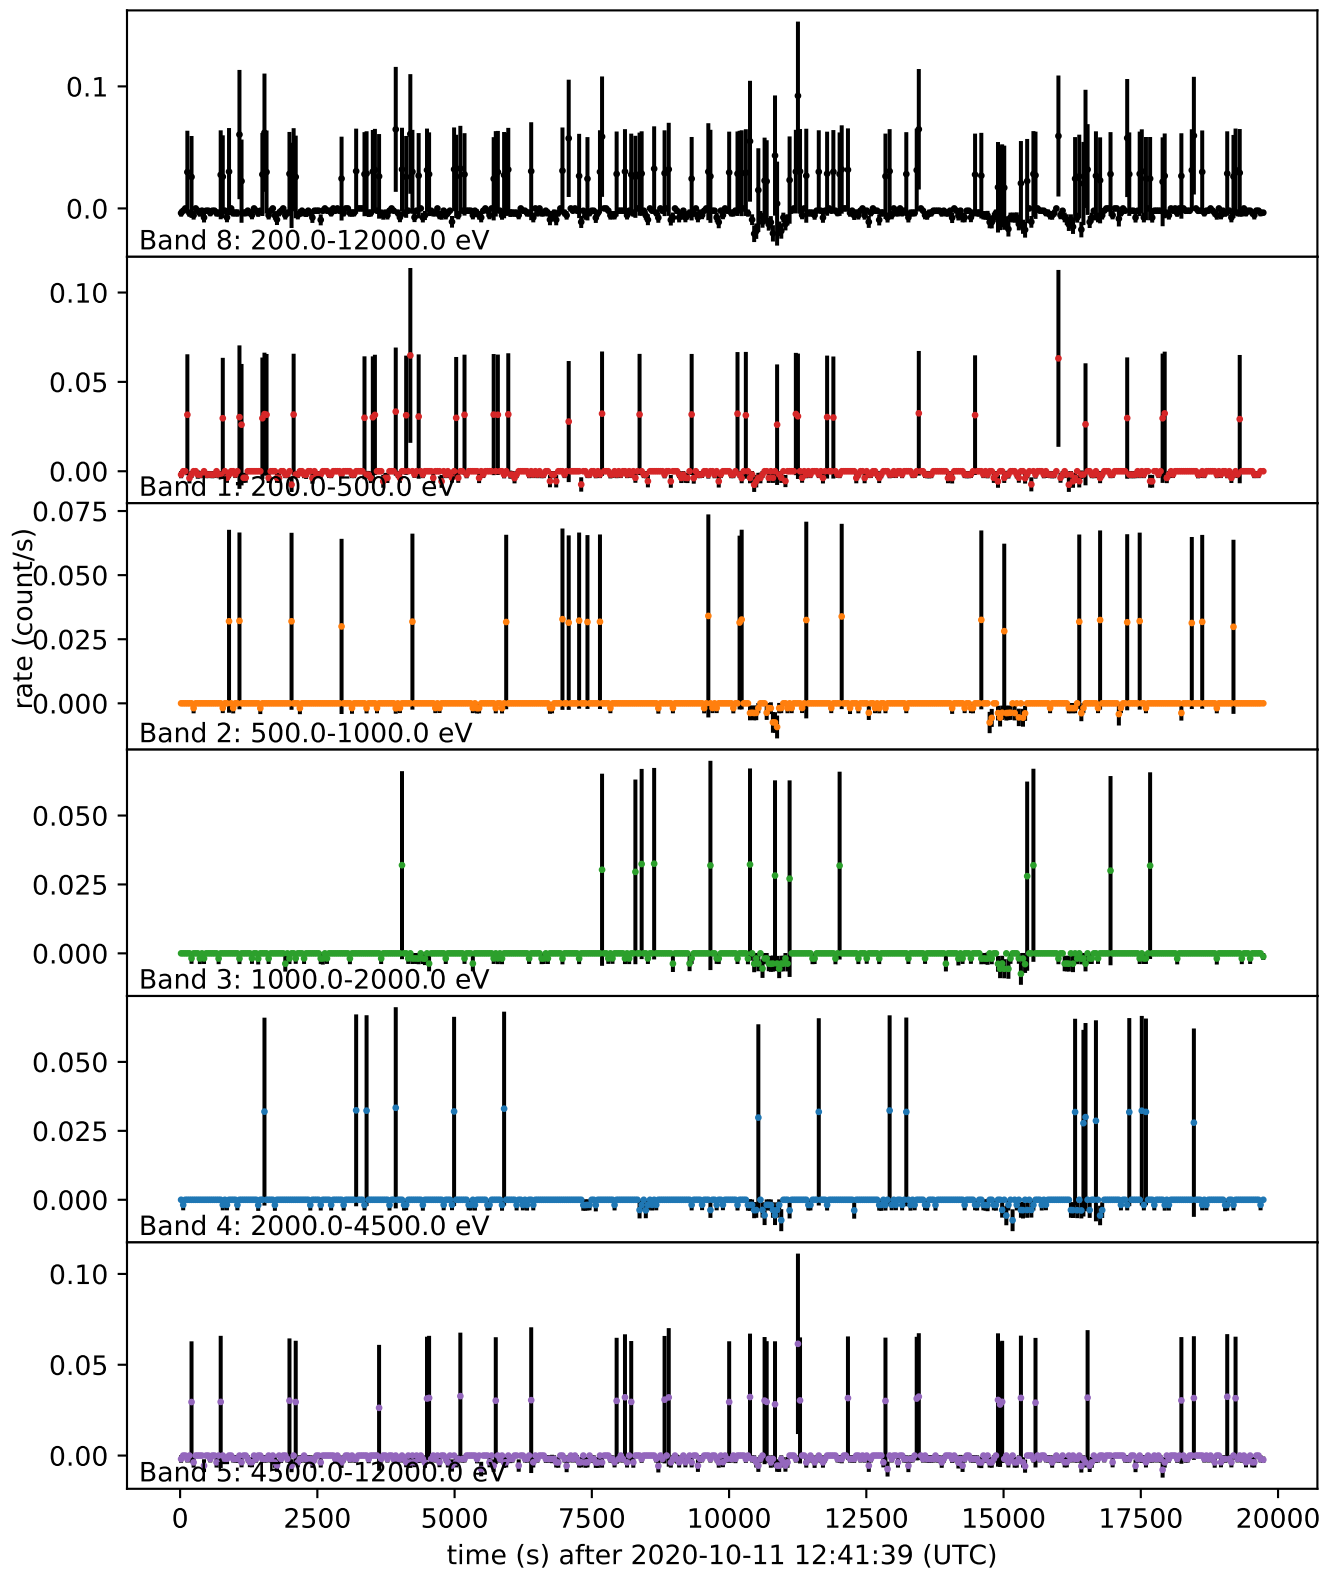 0.1
0.0
Band 8: 200.0-12000.0 eV
0.10
0.05
0.00
Band 1: 200.0-500.0 eV
rate (count/s)
0.075
0.050
0.025
0.000
Band 2: 500.0-1000.0 eV
0.050
0.025
0.000
Band 3: 1000.0-2000.0 eV
0.050
0.025
0.000
Band 4: 2000.0-4500.0 eV
0.10
0.05
0.00
Band 5: 4500.0-12000.0 eV
0 2500 5000 7500 10000 12500 15000 17500 20000
time (s) after 2020-10-11 12:41:39 (UTC)